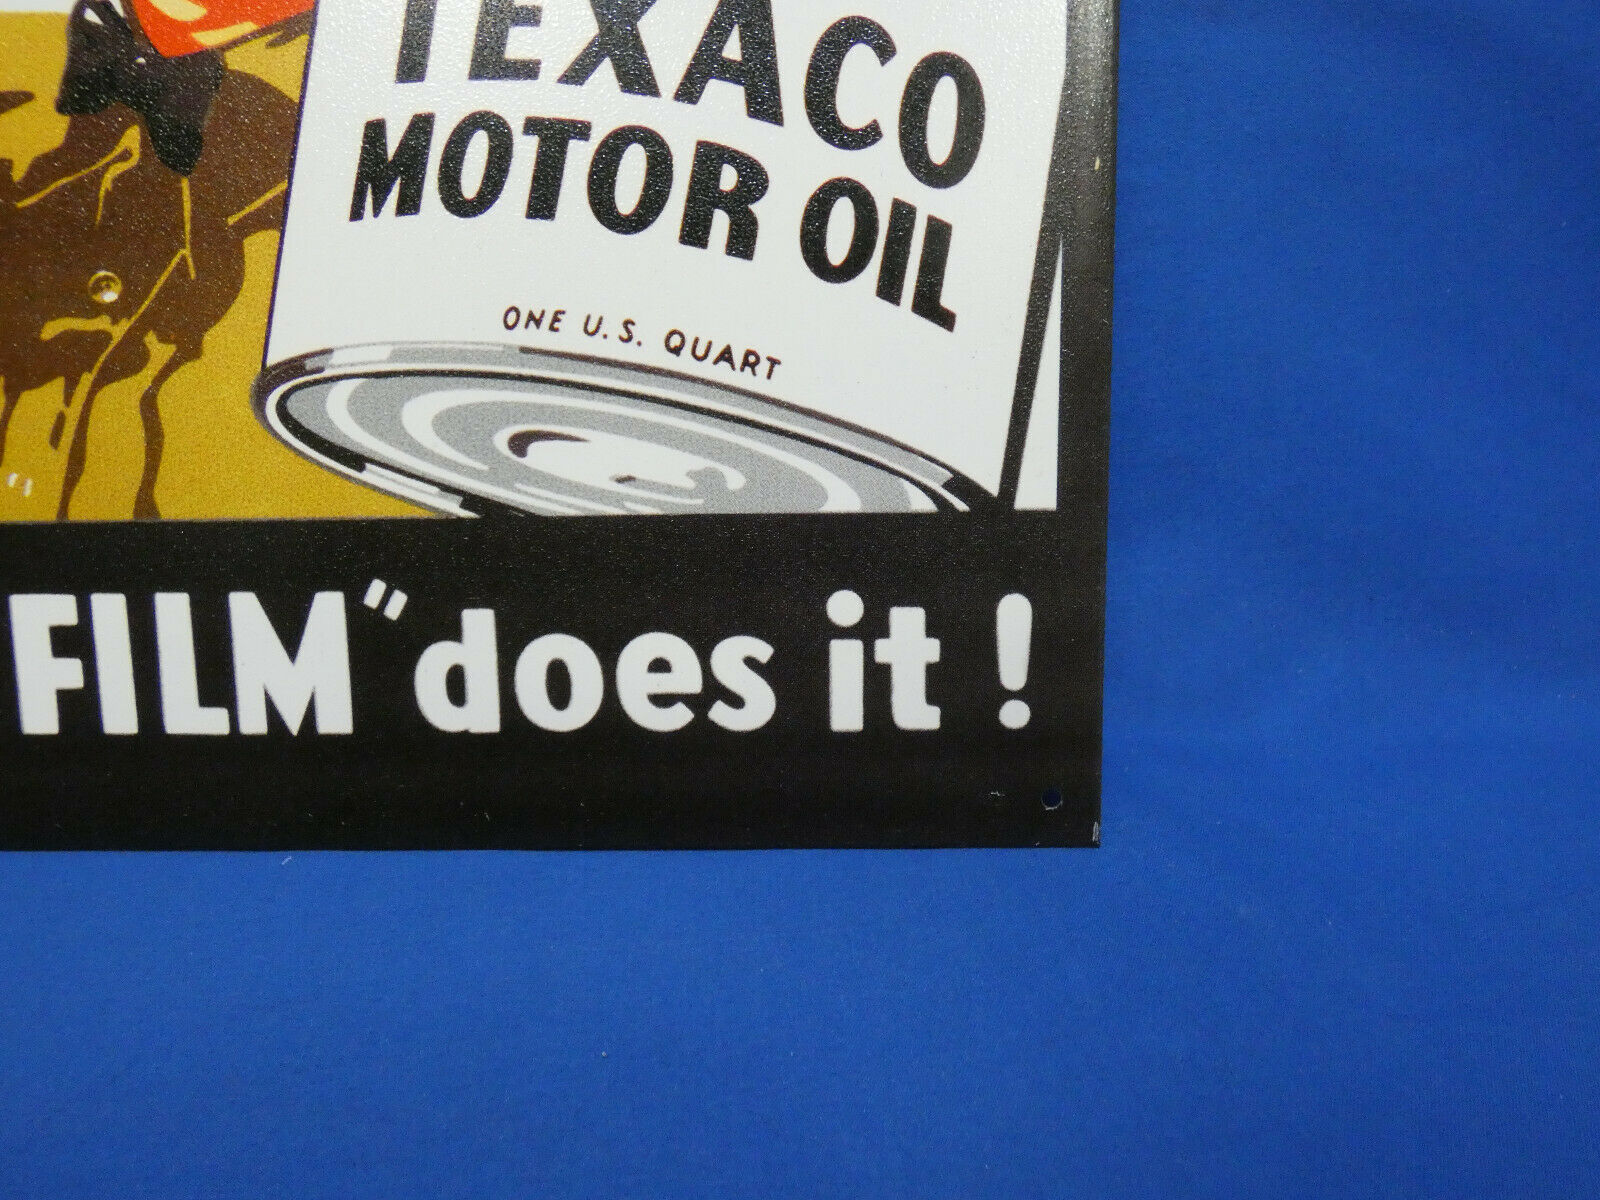 TEXACO
MOTOR OIL
ONE U.S. QUART
"
FILM" does it!